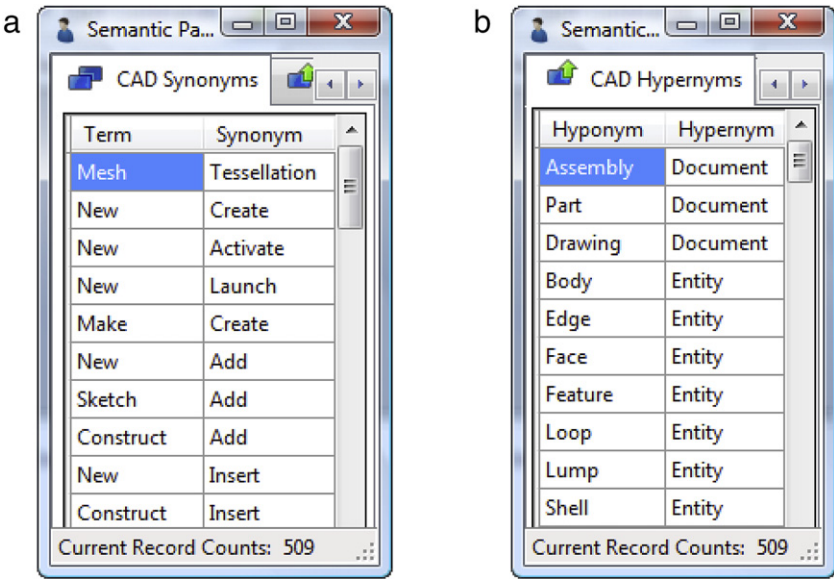 a
Semantic Pa...
CAD Synonyms
Term Synonym
Mesh Tessellation
New Create
New Activate
New Launch
Make Create
New Add
Sketch Add
Construct Add
New Insert
Construct Insert
Current Record Counts: 509
b
Semantic...
CAD Hypernyms
Hyponym Hypernym
Assembly Document
Part Document
Drawing Document
Body Entity
Edge Entity
Face Entity
Feature Entity
Loop Entity
Lump Entity
Shell Entity
Current Record Counts: 509